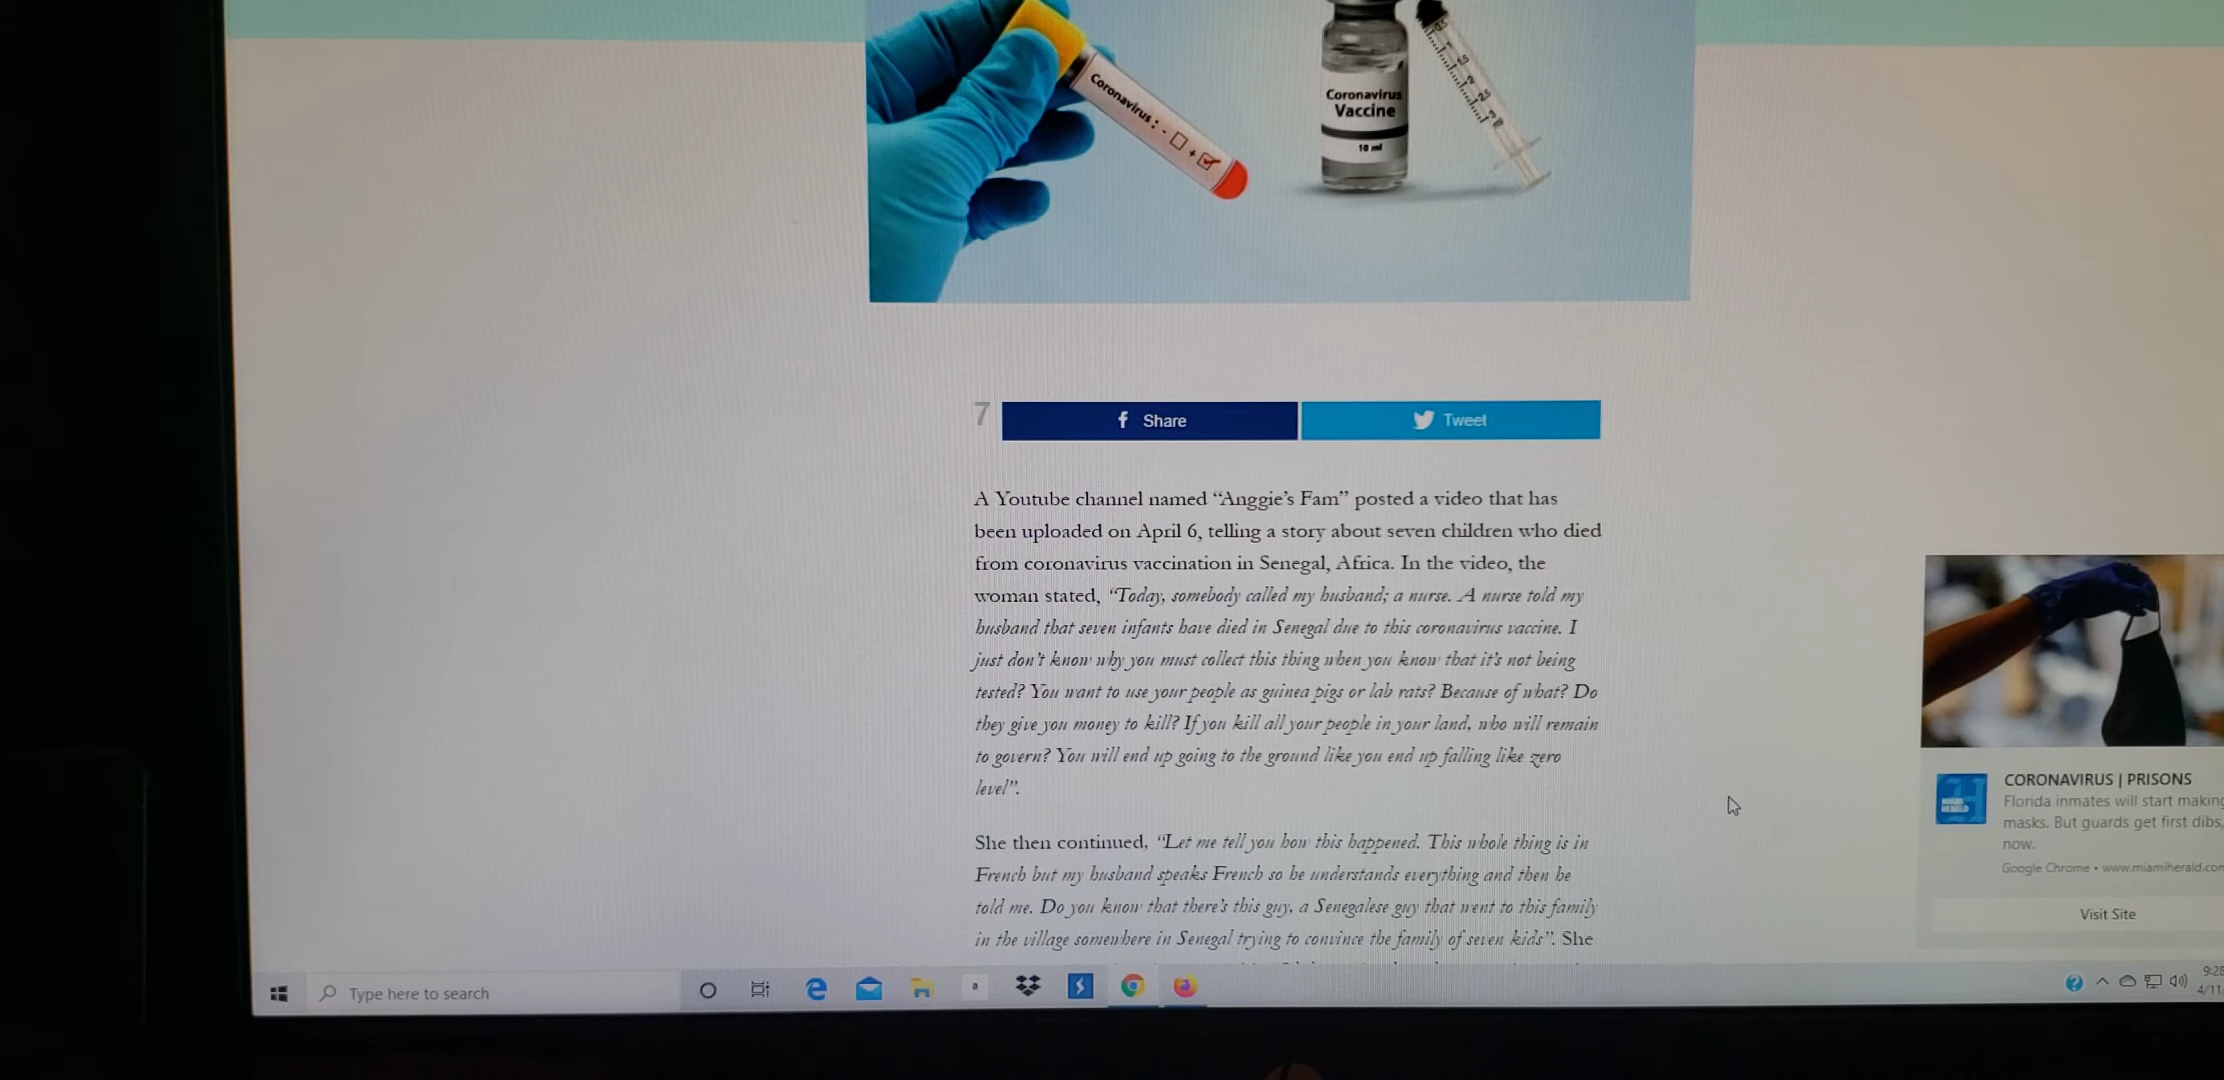 Coronavirus : - +
Coronavirus
Vaccine
10 ml
7
Share
Tweet
A Youtube channel named “Anggie’s Fam” posted a video that has
been uploaded on April 6, telling a story about seven children who died
from coronavirus vaccination in Senegal, Africa. In the video, the
woman stated, “Today, somebody called my husband; a nurse. A nurse told my
husband that seven infants have died in Senegal due to this coronavirus vaccine. I
just don’t know why you must collect this thing when you know that it’s not being
tested? You want to use your people as guinea pigs or lab rats? Because of what? Do
they give you money to kill? If you kill all your people in your land, who will remain
to govern? You will end up going to the ground like you end up falling like zero
level”.
She then continued, “Let me tell you how this happened. This whole thing is in
French but my husband speaks French so he understands everything and then he
told me. Do you know that there’s this guy, a Senegalese guy that went to this family
in the village somewhere in Senegal trying to convince the family of seven kids”. She
MIAMI
HERALD
CORONAVIRUS | PRISONS
Florida inmates will start making
masks. But guards get first dibs,
now.
Google Chrome • www.miamiherald.com
Visit Site
Type here to search
a
9:28
4/11